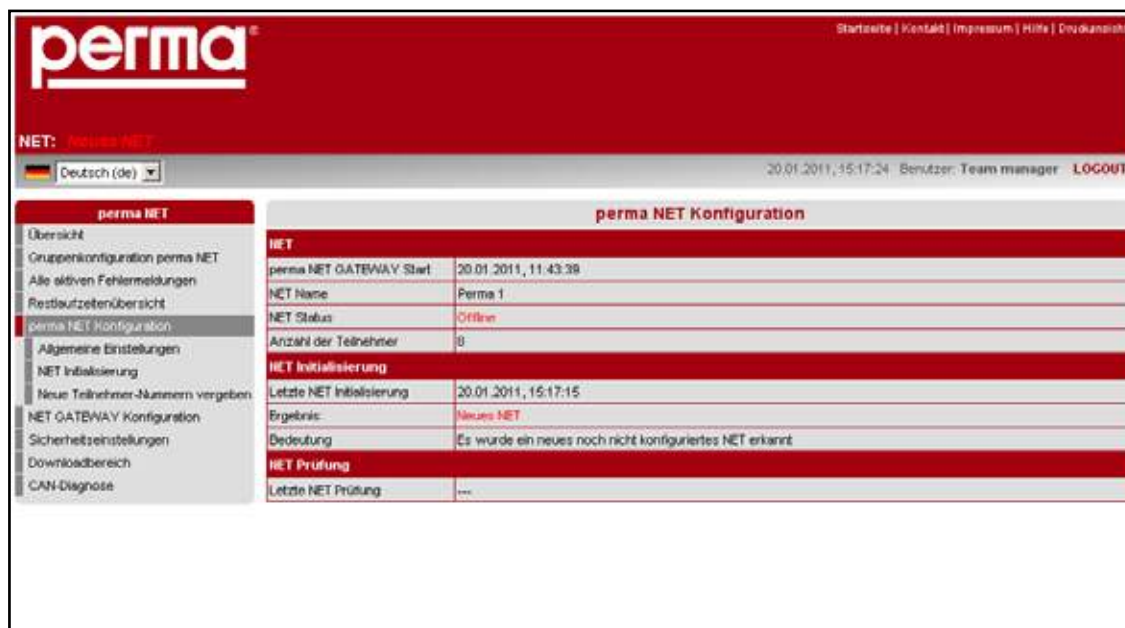 perma®
Startseite | Kontakt | Impressum | Hilfe | Druckansicht
NET: Neues NET
Deutsch (de)
20.01.2011, 15:17:24 Benutzer: Team manager LOGOUT
perma NET
Übersicht
Gruppenkonfiguration perma NET
Alle aktiven Fehlermeldungen
Restlaufzeitenübersicht
perma NET Konfiguration
Allgemeine Einstellungen
NET Initialisierung
Neue Teilnehmer-Nummern vergeben
NET GATEWAY Konfiguration
Sicherheitseinstellungen
Downloadbereich
CAN-Diagnose
perma NET Konfiguration
NET
perma NET GATEWAY Start 20.01.2011, 11:43:39
NET Name Perma 1
NET Status Offline
Anzahl der Teilnehmer
NET Initialisierung
Letzte NET Initialisierung 20.01.2011, 15:17:15
Ergebnis: Neues NET
Bedeutung Es wurde ein neues noch nicht konfiguriertes NET erkannt
NET Prüfung
Letzte NET Prüfung ---